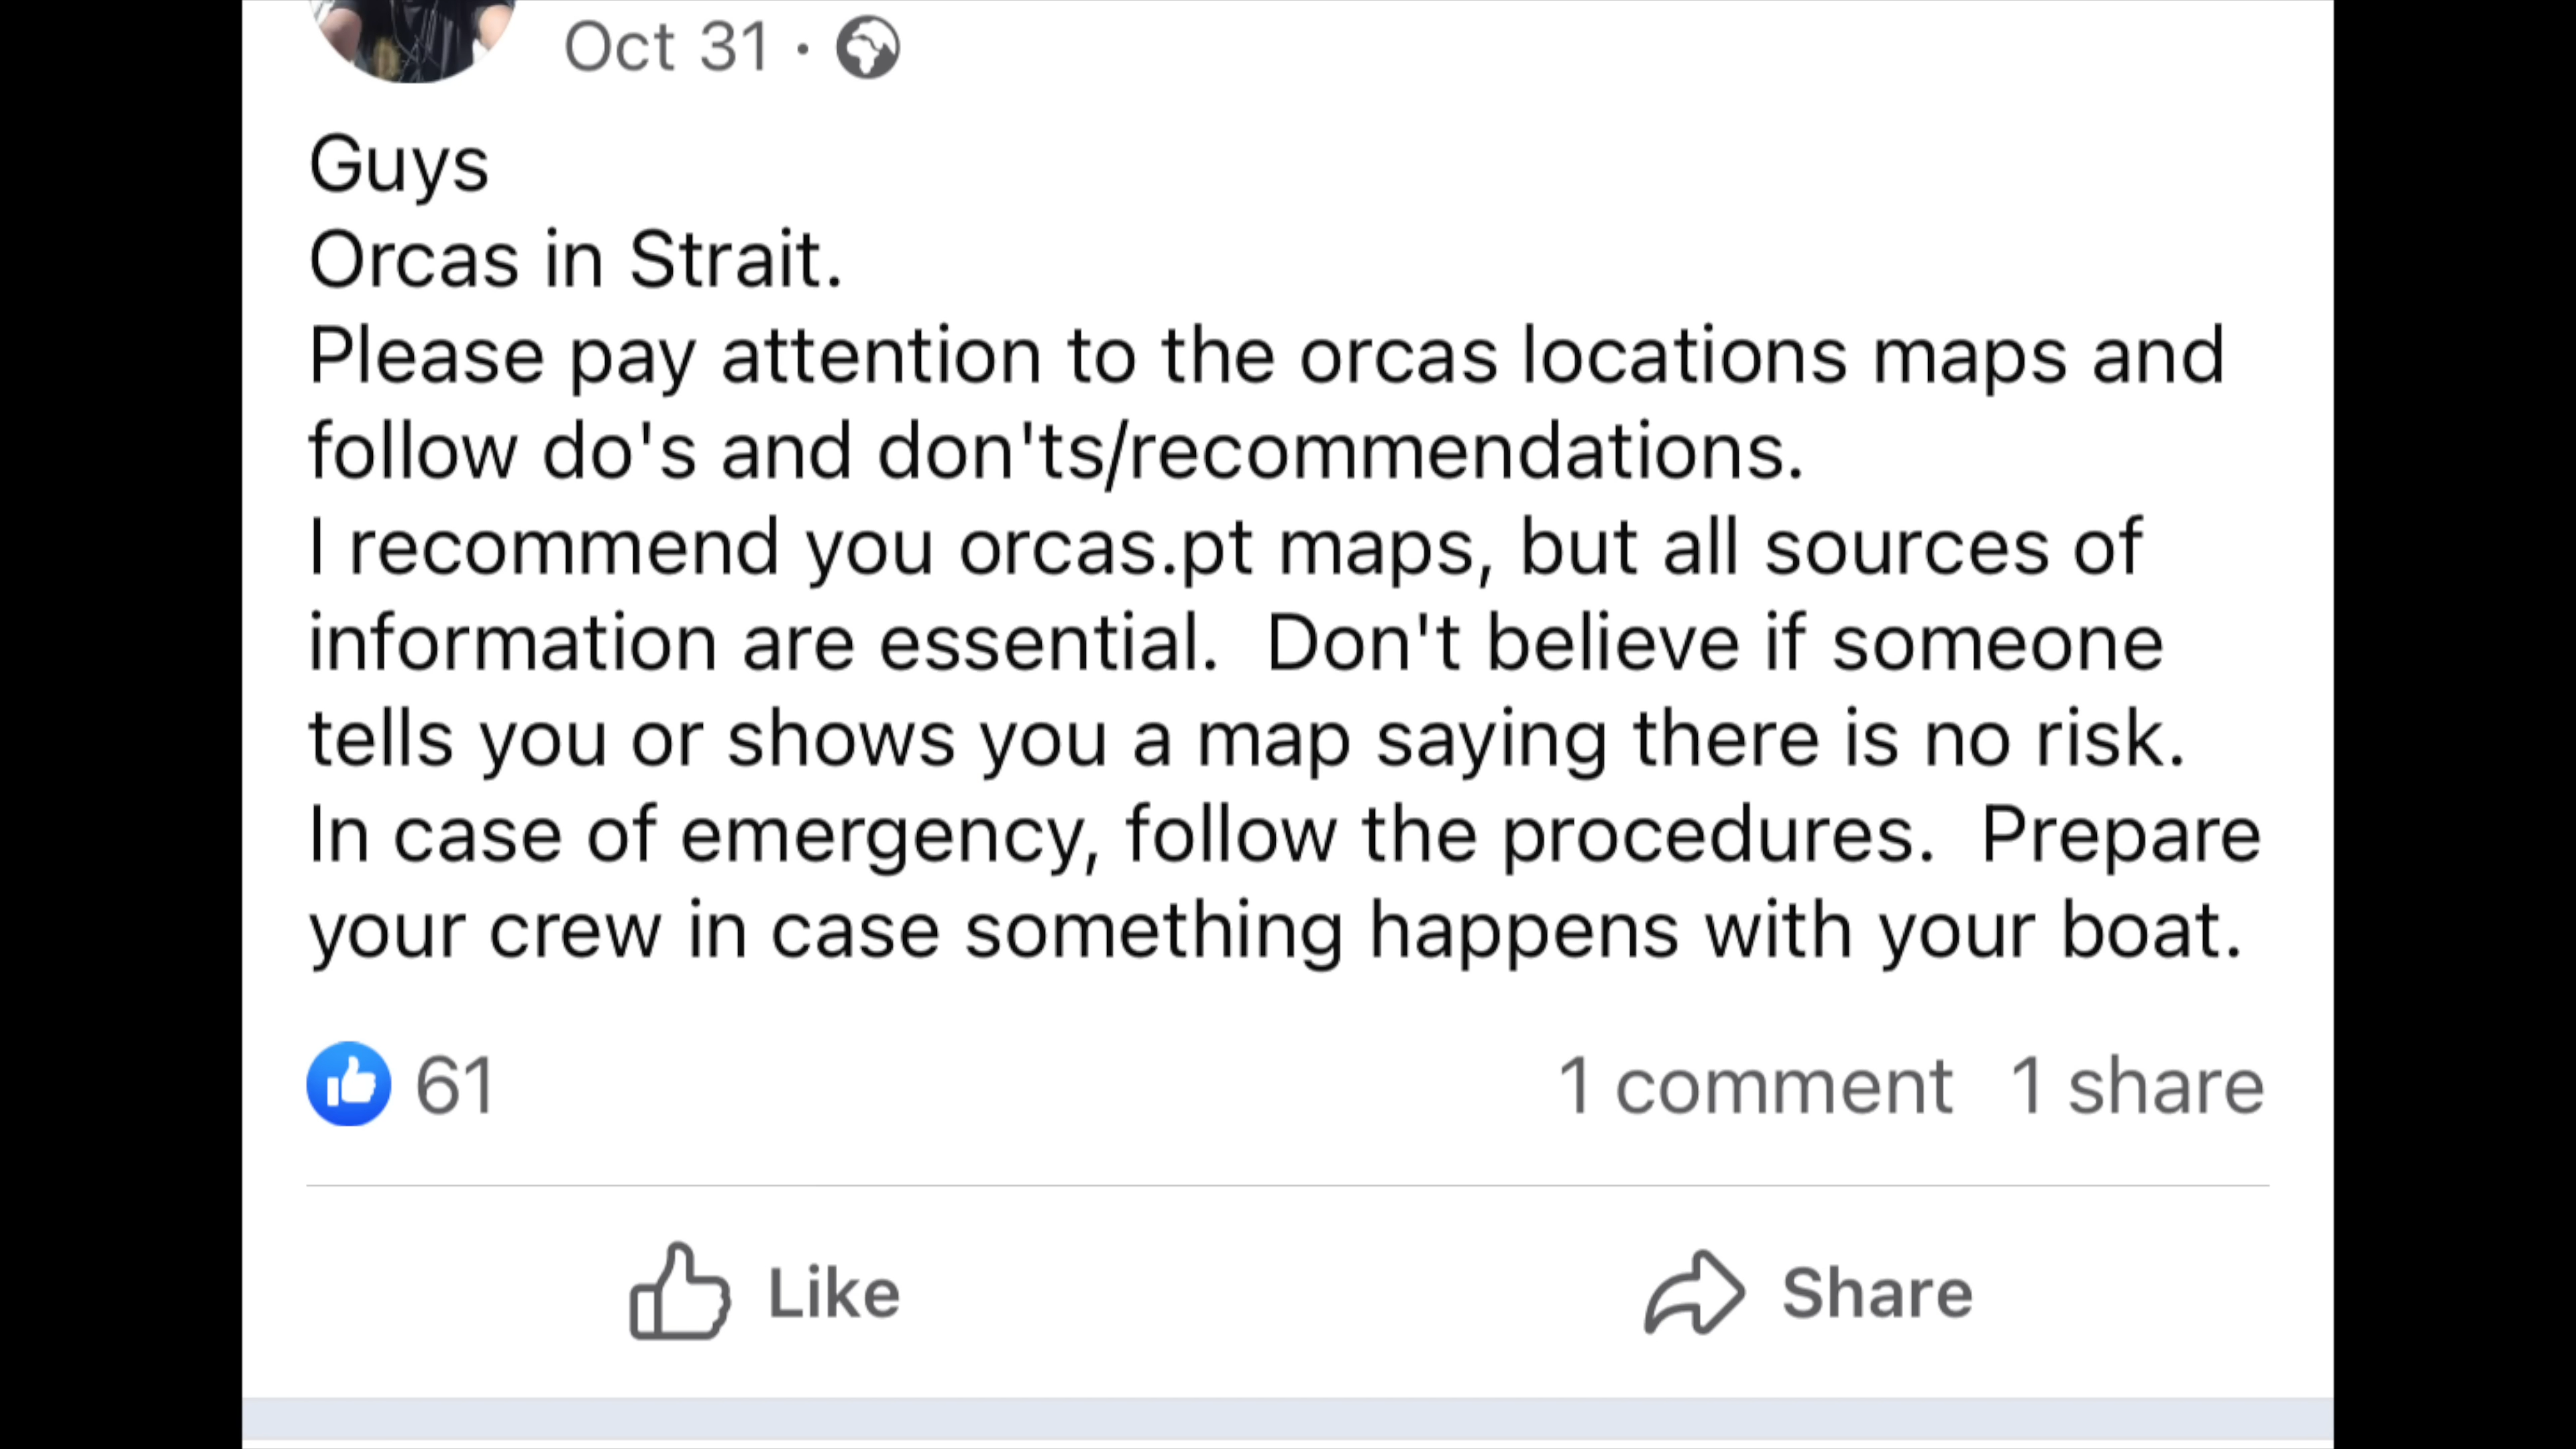 Oct 31 ·
Guys
Orcas in Strait.
Please pay attention to the orcas locations maps and
follow do's and don'ts/recommendations.
I recommend you orcas.pt maps, but all sources of
information are essential.  Don't believe if someone
tells you or shows you a map saying there is no risk.
In case of emergency, follow the procedures.  Prepare
your crew in case something happens with your boat.
61 1 comment 1 share
Like Share